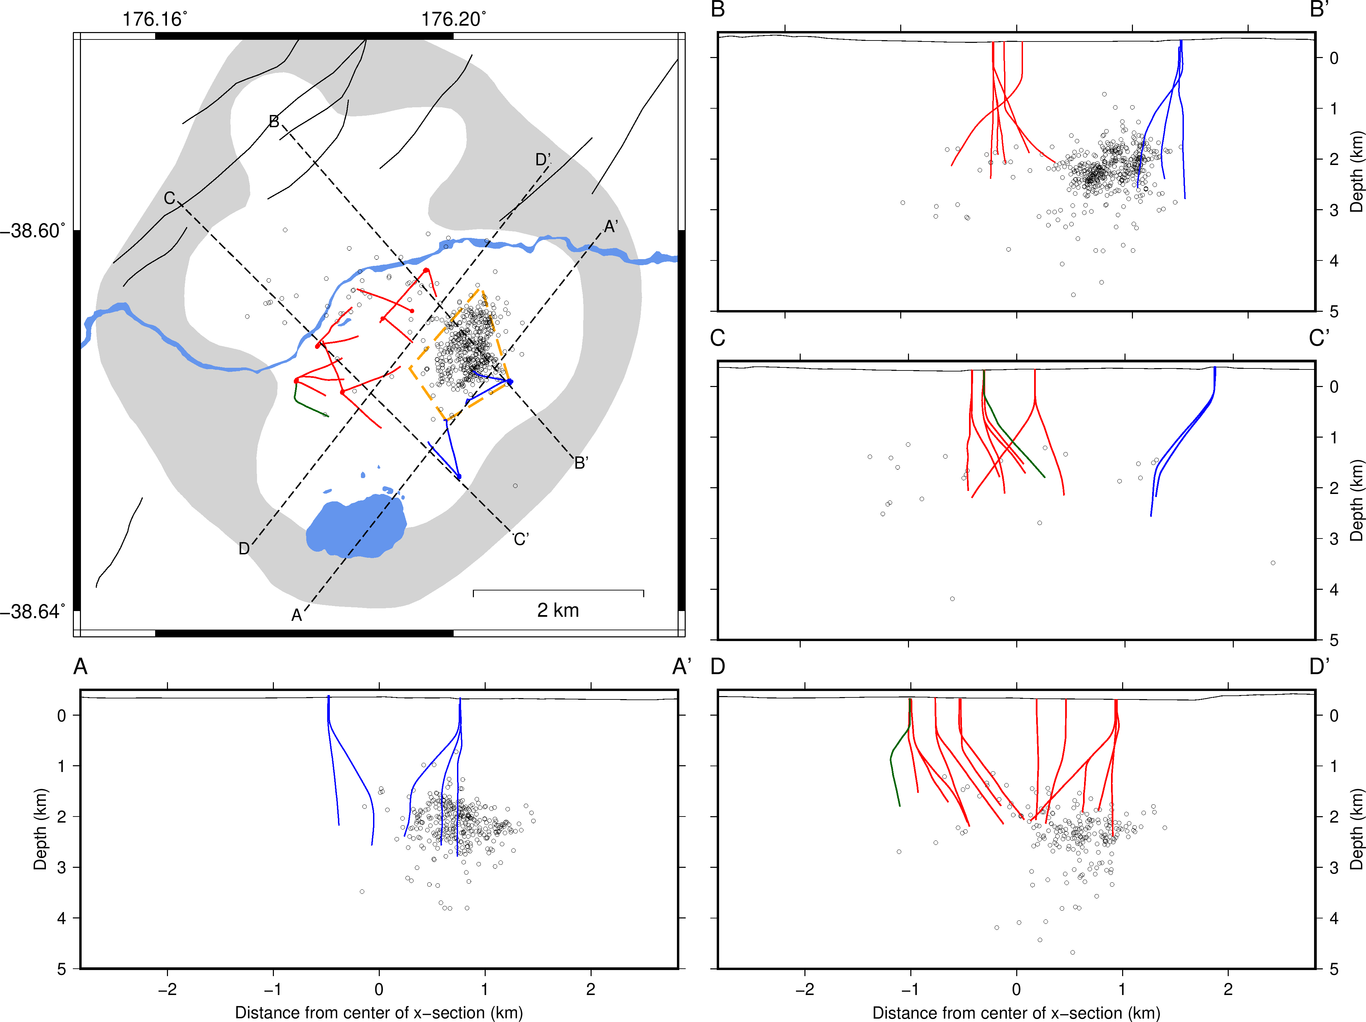 176.16˚ 176.20˚
−38.60˚
−38.64˚
B
C
D'
A'
B'
C'
D
A
2 km
B B'
0
1
2
3
4
5
Depth (km)
C C'
0
1
2
3
4
5
Depth (km)
A A'
0
1
2
3
4
5
Depth (km)
−2 −1 0 1 2
Distance from center of x−section (km)
D D'
0
1
2
3
4
5
Depth (km)
−2 −1 0 1 2
Distance from center of x−section (km)